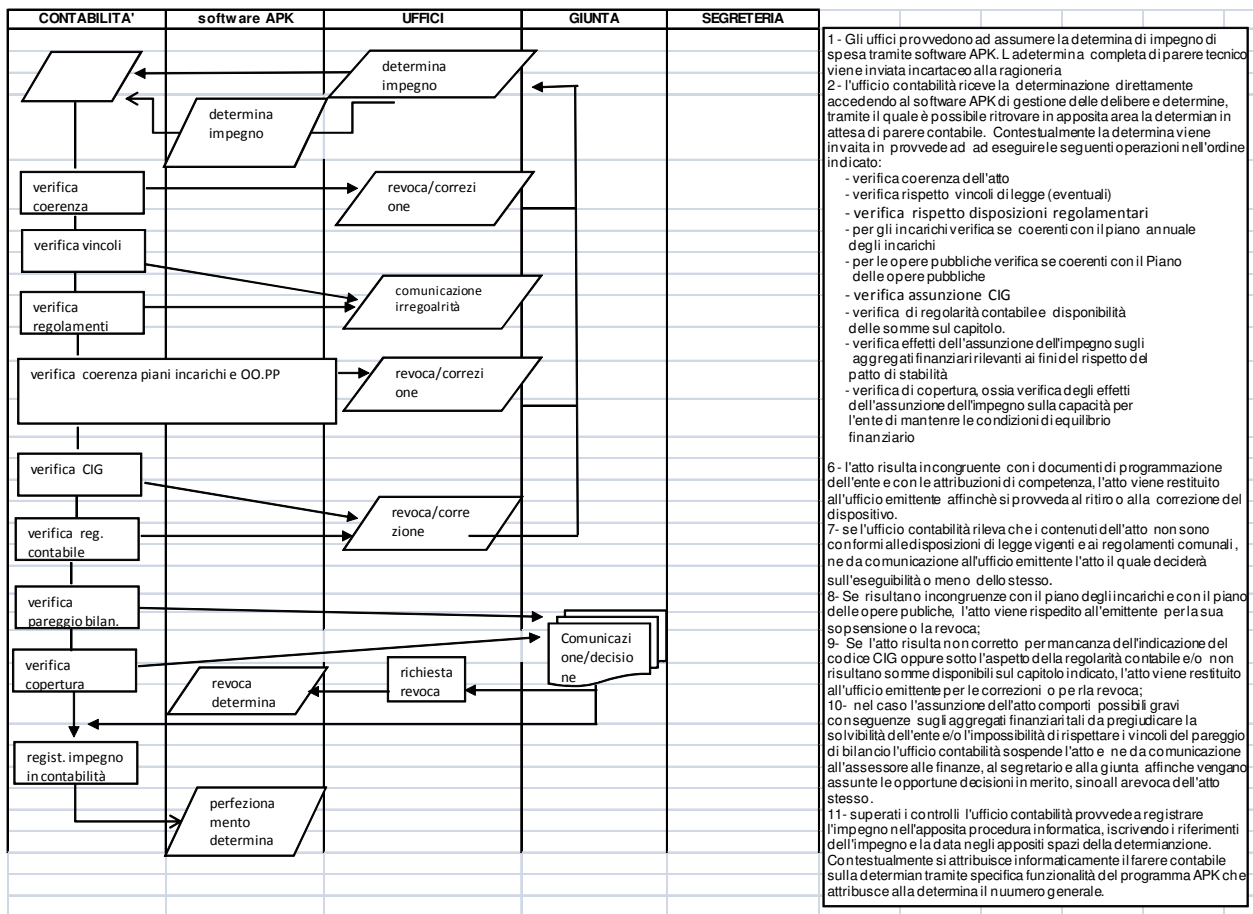 CONTABILITA'
software APK
UFFICI
GIUNTA
SEGRETERIA
determina
impegno
determina
impegno
verifica
coerenza
revoca/correzi
one
verifica vincoli
comunicazione
irregoalrità
verifica
regolamenti
verifica coerenza piani incarichi e OO.PP
revoca/correzi
one
verifica CIG
revoca/corre
zione
verifica reg.
contabile
verifica
pareggio bilan.
Comunicazi
one/decisio
ne
verifica
copertura
richiesta
revoca
revoca
determina
regist. impegno
in contabilità
perfeziona
mento
determina
1 - Gli uffici provvedono ad assumere la determina di impegno di
spesa tramite software APK. L adetermina completa di parere tecnico
viene inviata incartaceo alla ragioneria
2 - l'ufficio contabilità riceve la determinazione direttamente
accedendo al software APK di gestione delle delibere e determine,
tramite il quale è possibile ritrovare in apposita area la determian in
attesa di parere contabile. Contestualmente la determina viene
invaita in provvede ad ad eseguire le seguenti operazioni nell'ordine
indicato:
- verifica coerenza dell'atto
- verifica rispetto vincoli di legge (eventuali)
- verifica rispetto disposizioni regolamentari
- per gli incarichi verifica se coerenti con il piano annuale
degli incarichi
- per le opere pubbliche verifica se coerenti con il Piano
delle opere pubbliche
- verifica assunzione CIG
- verifica di regolarità contabile e disponibilità
delle somme sul capitolo.
- verifica effetti dell'assunzione dell'impegno sugli
aggregati finanziari rilevanti ai fini del rispetto del
patto di stabilità
- verifica di copertura, ossia verifica degli effetti
dell'assunzione dell'impegno sulla capacità per
l'ente di mantenre le condizioni di equilibrio
finanziario
6 - l'atto risulta incongruente con i documenti di programmazione
dell'ente e con le attribuzioni di competenza, l'atto viene restituito
all'ufficio emittente affinchè si provveda al ritiro o alla correzione del
dispositivo.
7- se l'ufficio contabilità rileva che i contenuti dell'atto non sono
conformi alle disposizioni di legge vigenti e ai regolamenti comunali,
ne da comunicazione all'ufficio emittente l'atto il quale deciderà
sull'eseguibilità o meno dello stesso.
8- Se risultano incongruenze con il piano degli incarichi e con il piano
delle opere publiche, l'atto viene rispedito all'emittente per la sua
sopsensione o la revoca;
9- Se l'atto risulta non corretto per mancanza dell'indicazione del
codice CIG oppure sotto l'aspetto della regolarità contabile e/o non
risultano somme disponibili sul capitolo indicato, l'atto viene restituito
all'ufficio emittente per le correzioni o pe rla revoca;
10- nel caso l'assunzione dell'atto comporti possibili gravi
conseguenze sugli aggregati finanziari tali da pregiudicare la
solvibilità dell'ente e/o l'impossibilità di rispettare i vincoli del pareggio
di bilancio l'ufficio contabilità sospende l'atto e ne da comunicazione
all'assessore alle finanze, al segretario e alla giunta affinche vengano
assunte le opportune decisioni in merito, sino all arevoca dell'atto
stesso.
11- superati i controlli l'ufficio contabilità provvede a registrare
l'impegno nell'apposita procedura informatica, iscrivendo i riferimenti
dell'impegno e la data negli appositi spazi della determianzione.
Contestualmente si attribuisce informaticamente il farere contabile
sulla determian tramite specifica funzionalità del programma APK che
attribusce alla determina il nuumero generale.